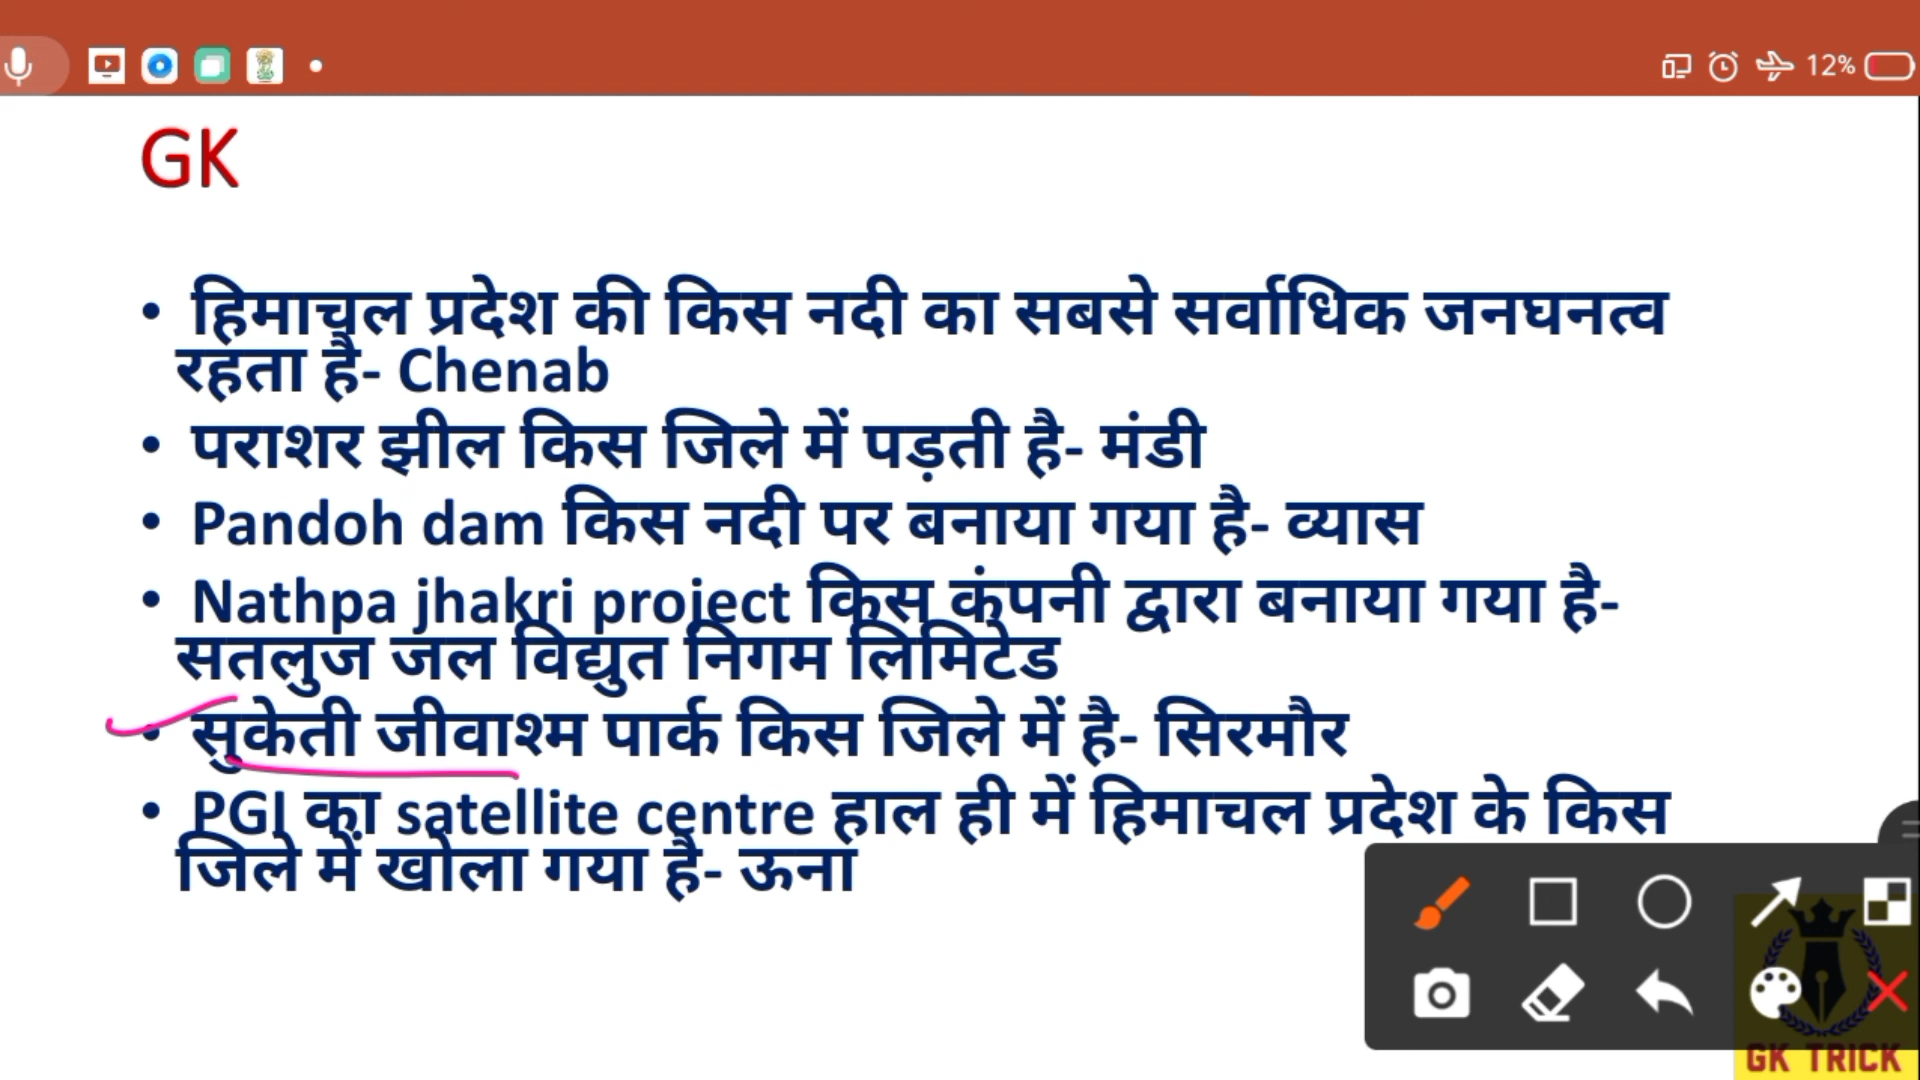 12%
GK
• हिमाचल प्रदेश की किस नदी का सबसे सर्वाधिक जनघनत्व
रहता है- Chenab
• पराशर झील किस जिले में पड़ती है- मंडी
• Pandoh dam किस नदी पर बनाया गया है- व्यास
• Nathpa jhakri project किस कंपनी द्वारा बनाया गया है-
सतलुज जल विद्युत निगम लिमिटेड
• सुकेती जीवाश्म पार्क किस जिले में है- सिरमौर
• PGI का satellite centre हाल ही में हिमाचल प्रदेश के किस
जिले में खोला गया है- ऊना
GK TRICK